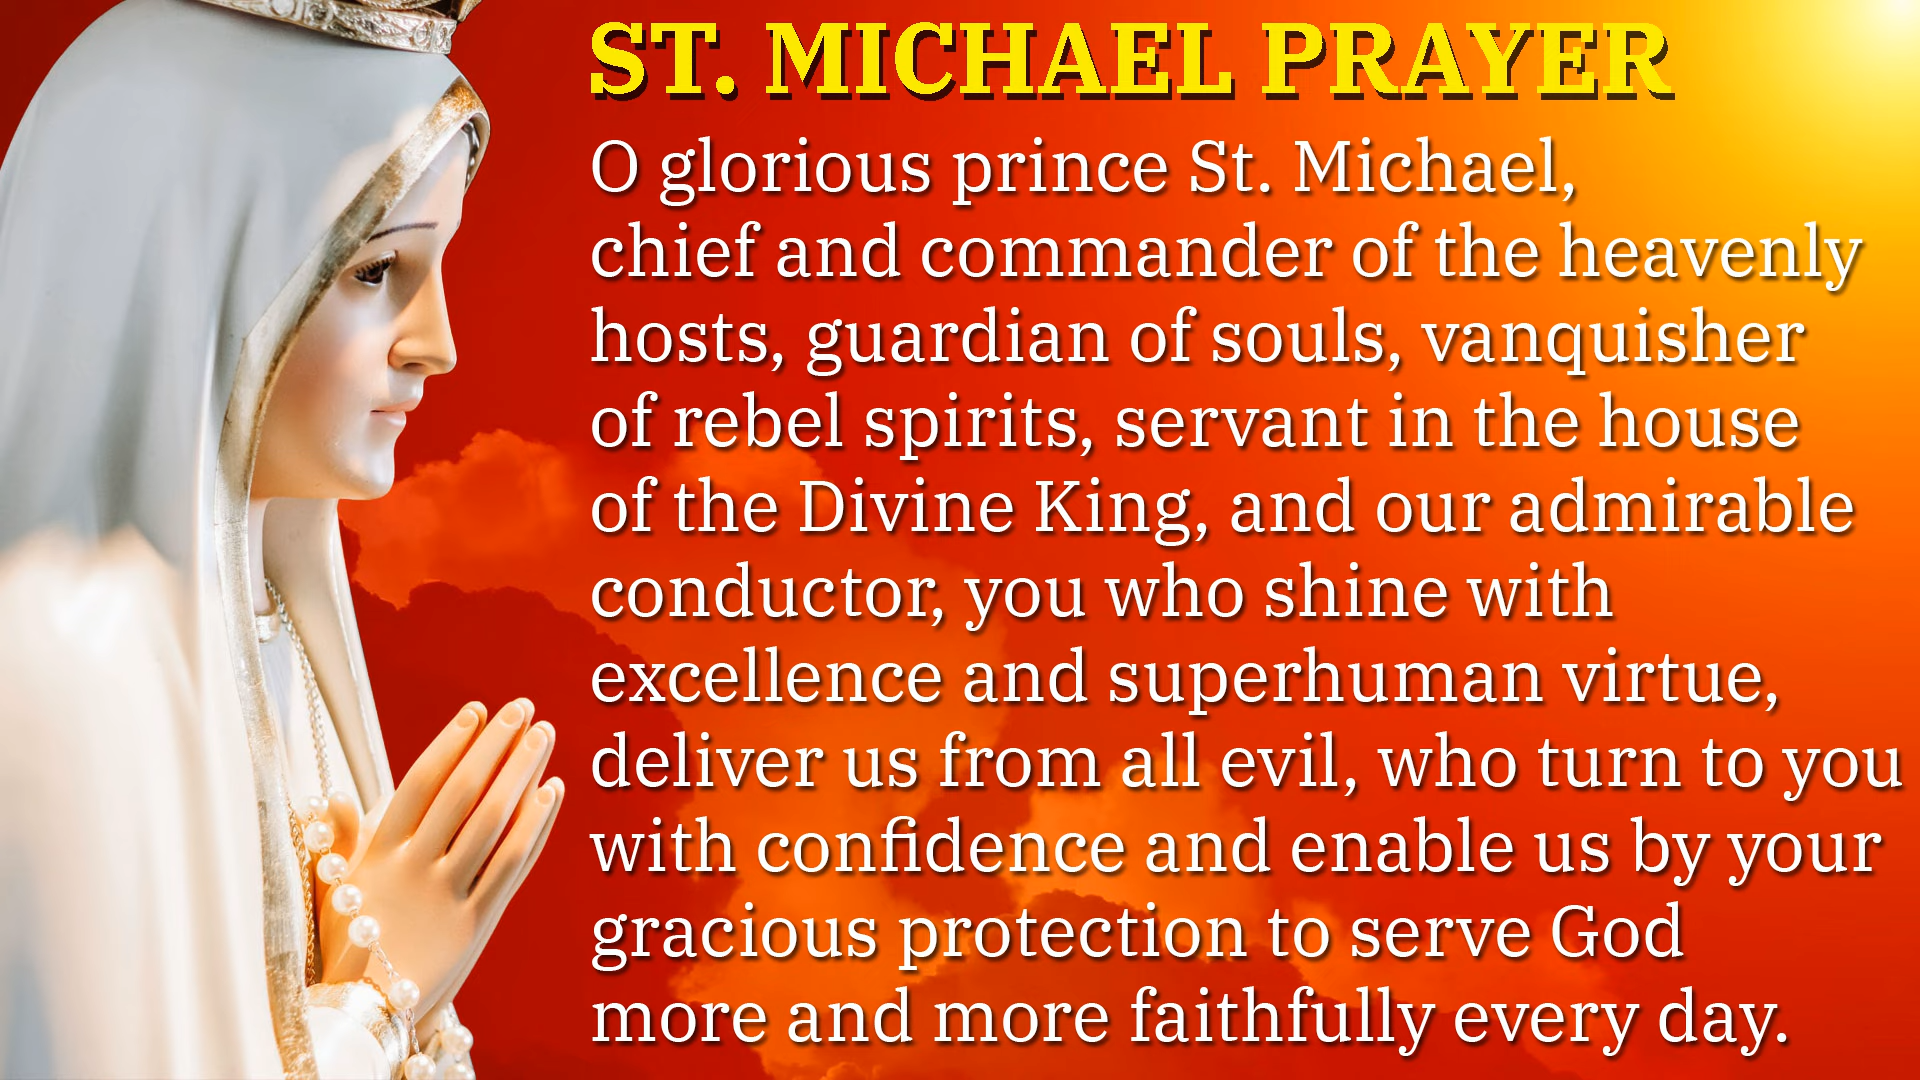 ST. MICHAEL PRAYER
O glorious prince St. Michael,
chief and commander of the heavenly
hosts, guardian of souls, vanquisher
of rebel spirits, servant in the house
of the Divine King, and our admirable
conductor, you who shine with
excellence and superhuman virtue,
deliver us from all evil, who turn to you
with confidence and enable us by your
gracious protection to serve God
more and more faithfully every day.